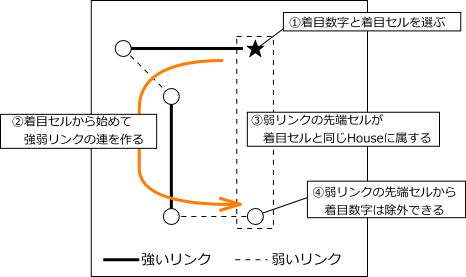 ①着目数字と着目セルを選ぶ
②着目セルから始めて
強弱リンクの連を作る
③弱リンクの先端セルが
着目セルと同じHouseに属する
④弱リンクの先端セルから
着目数字は除外できる
強いリンク 弱いリンク